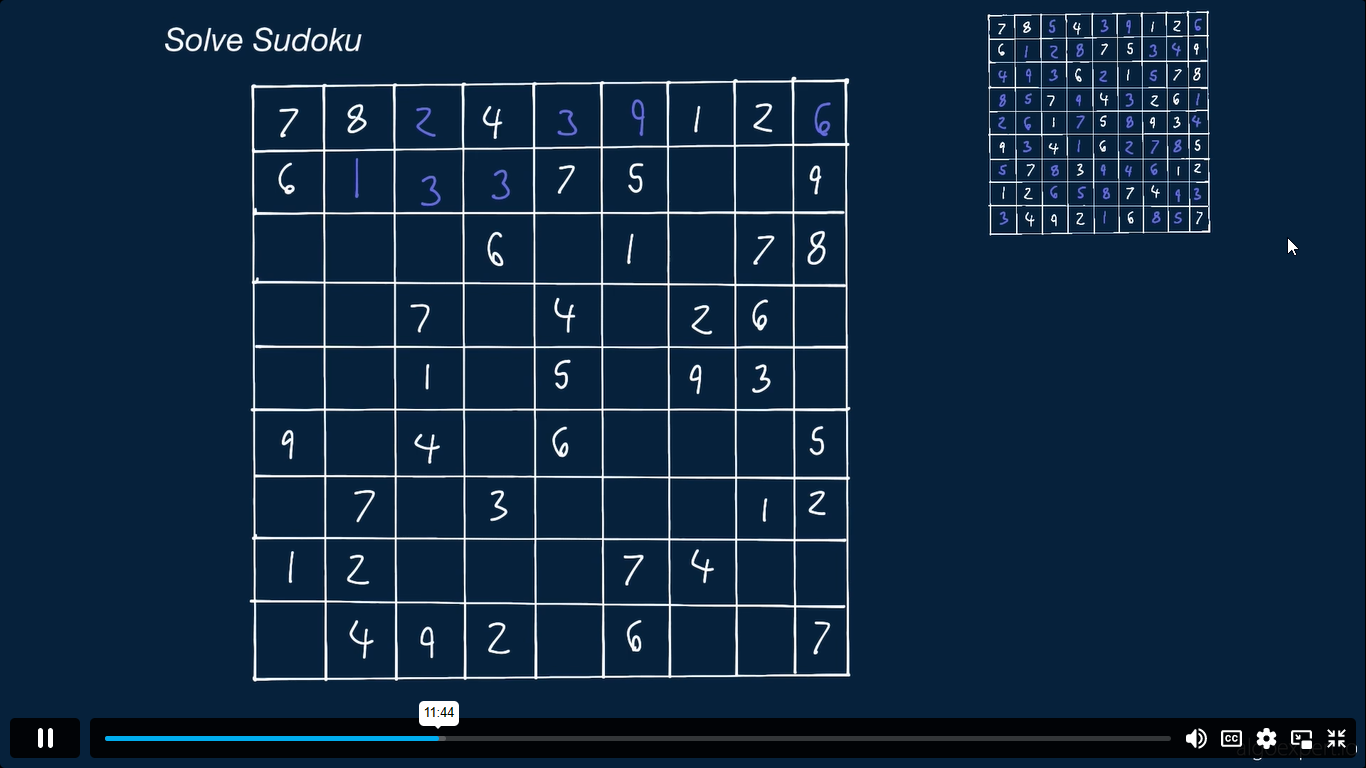 Solve Sudoku
7 8 2 4 3 9 1 2 6
6 1 3 3 7 5 9
6 1 7 8
7 4 2 6
1 5 9 3
9 4 6 5
7 3 1 2
1 2 7 4
4 9 2 6 7
7 8 5 4 3 9 1 2 6
6 1 2 8 7 5 3 4 9
4 9 3 6 2 1 5 7 8
8 5 7 9 4 3 2 6 1
2 6 1 7 5 8 9 3 4
9 3 4 1 6 2 7 8 5
5 7 8 3 9 4 6 1 2
1 2 6 5 8 7 4 9 3
3 4 9 2 1 6 8 5 7
11:44
CC